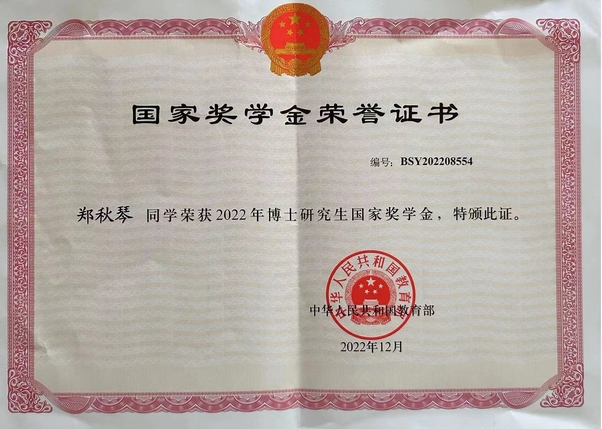 国家奖学金荣誉证书
编号：BSY202208554
郑秋琴 同学荣获2022年博士研究生国家奖学金，特颁此证。
中华人民共和国教育部
中华人民共和国教育部
2022年12月